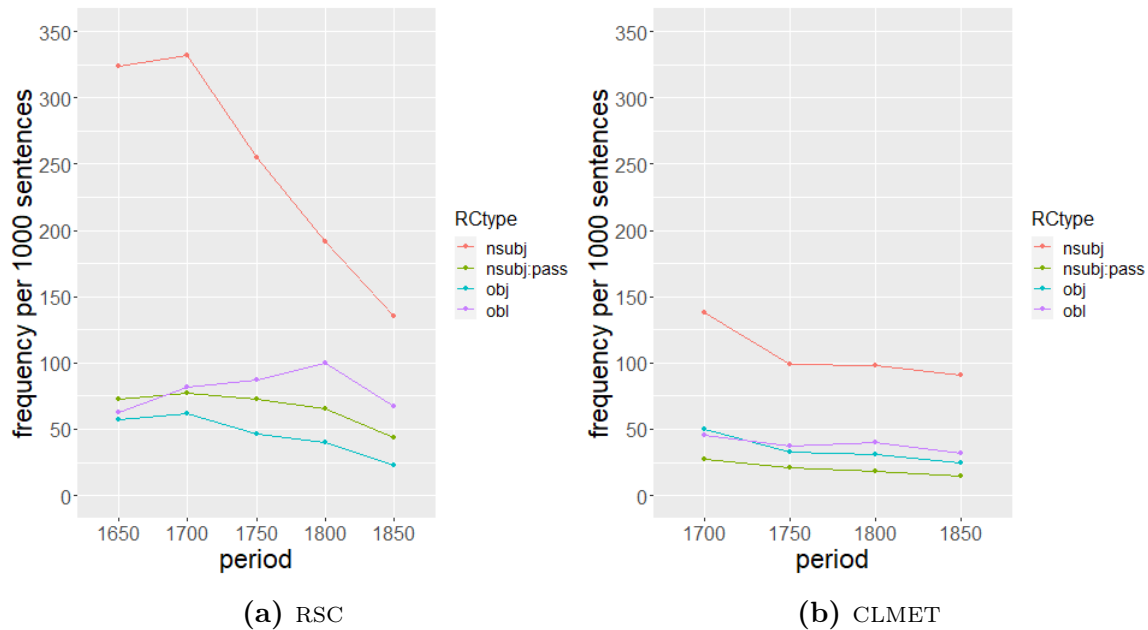 frequency per 1000 sentences
350
300
250
200
150
100
50
0
1650 1700 1750 1800 1850
period
RCtype
nsubj
nsubj:pass
obj
obl
(a) RSC
frequency per 1000 sentences
350
300
250
200
150
100
50
0
1700 1750 1800 1850
period
RCtype
nsubj
nsubj:pass
obj
obl
(b) CLMET